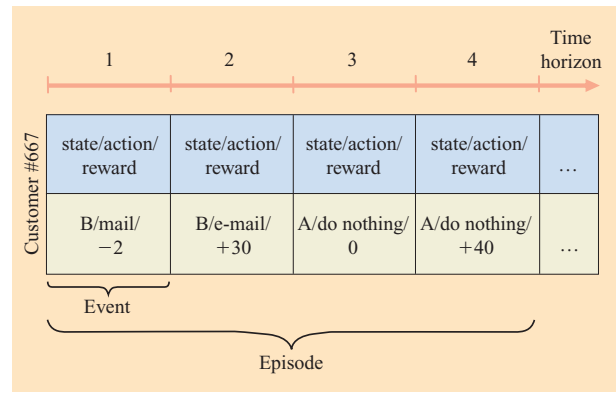 1 2 3 4 Time
horizon
Customer #667
state/action/ state/action/ state/action/ state/action/
reward reward reward reward …
B/mail/ B/e-mail/ A/do nothing/ A/do nothing/
−2 +30 0 +40 …
Event
Episode